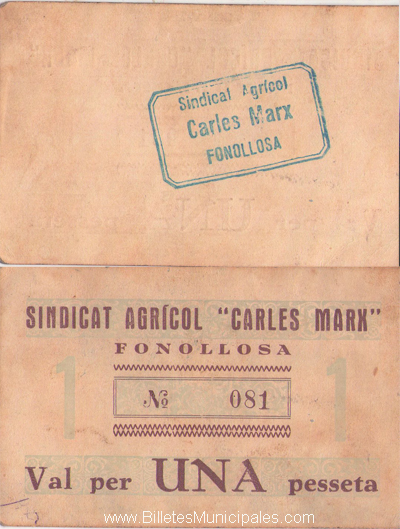 Sindical Agrícol
Carles Marx
FONOLLOSA
SINDICAT AGRÍCOL "CARLES MARX"
FONOLLOSA
1 1
№ 081
Val per UNA pesseta
www.BilletesMunicipales.com